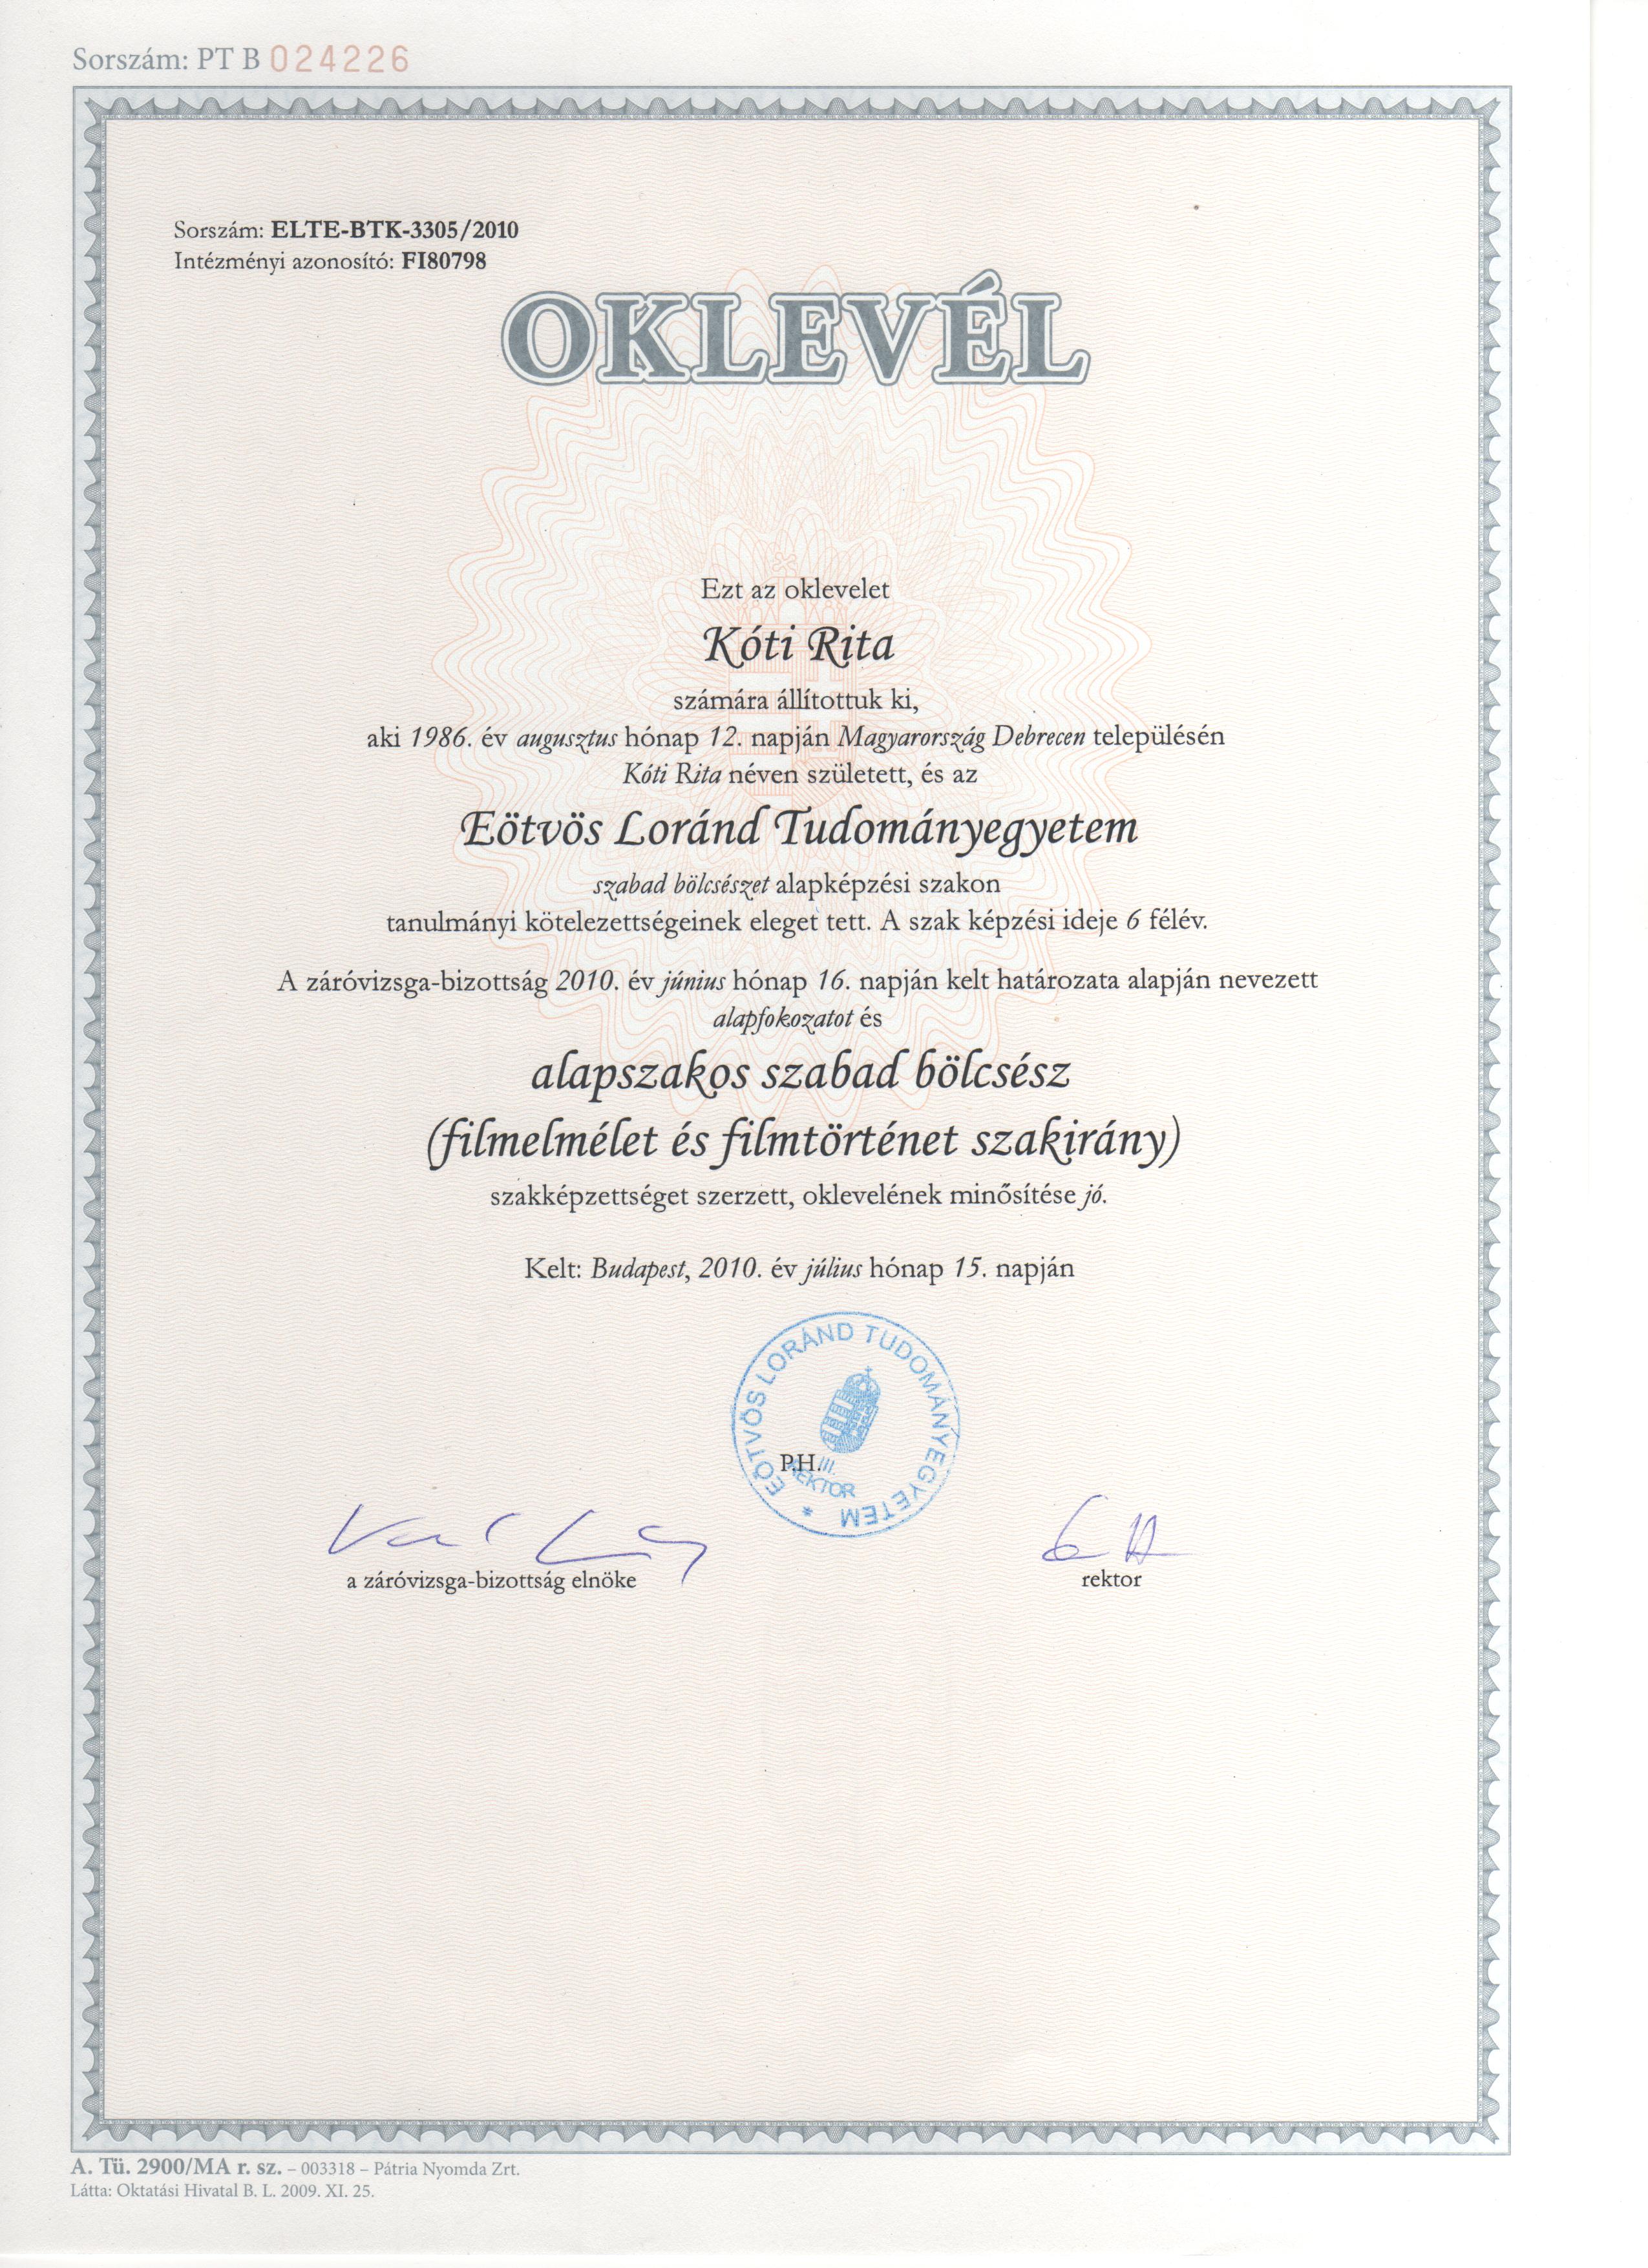 Sorszám: PT B 024226
Sorszám: ELTE-BTK-3305/2010
Intézményi azonosító: FI80798
OKLEVÉL
Ezt az oklevelet
Kóti Rita
számára állítottuk ki,
aki 1986. év augusztus hónap 12. napján Magyarország Debrecen településén
Kóti Rita néven született, és az
Eötvös Loránd Tudományegyetem
szabad bölcsészet alapképzési szakon
tanulmányi kötelezettségeinek eleget tett. A szak képzési ideje 6 félév.
A záróvizsga-bizottság 2010. év június hónap 16. napján kelt határozata alapján nevezett
alapfokozatot és
alapszakos szabad bölcsész
(filmelmélet és filmtörténet szakirány)
szakképzettséget szerzett, oklevelének minősítése jó.
Kelt: Budapest, 2010. év július hónap 15. napján
EÖTVÖS LORÁND TUDOMÁNYEGYETEM *
P.H.
III.
REKTOR
a záróvizsga-bizottság elnöke
rektor
A. Tü. 2900/MA r. sz. – 003318 – Pátria Nyomda Zrt.
Látta: Oktatási Hivatal B. L. 2009. XI. 25.